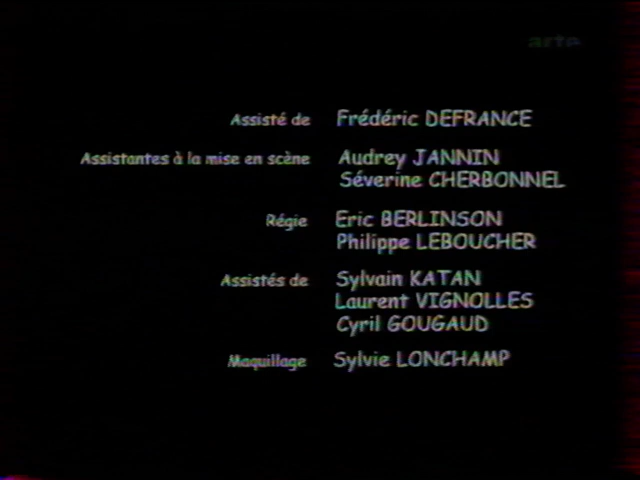 arte
Assisté de Frédéric DEFRANCE
Assistantes à la mise en scène Audrey JANNIN
Séverine CHERBONNEL
Régie Eric BERLINSON
Philippe LEBOUCHER
Assistés de Sylvain KATAN
Laurent VIGNOLLES
Cyril GOUGAUD
Maquillage Sylvie LONCHAMP